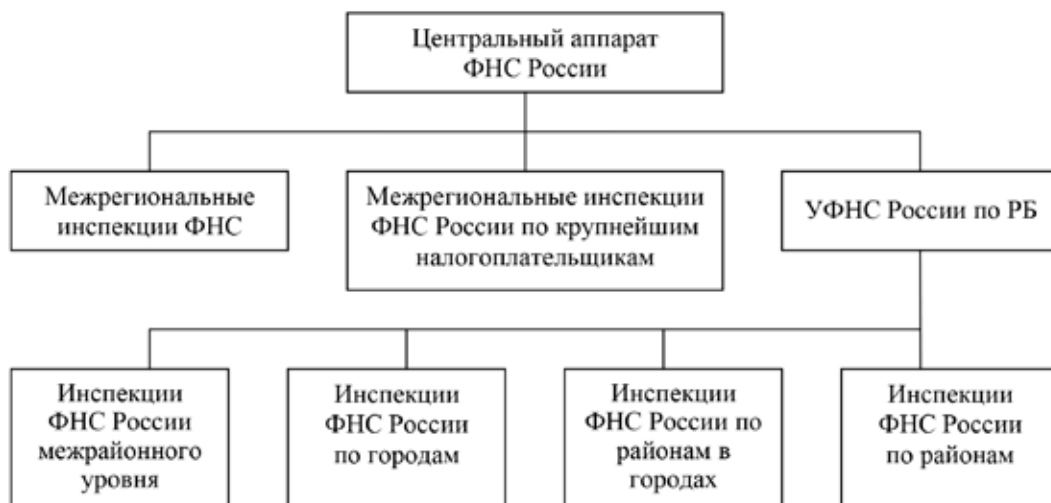 Центральный аппарат
ФНС России
Межрегиональные
инспекции ФНС
Межрегиональные инспекции
ФНС России по крупнейшим
налогоплательщикам
УФНС России по РБ
Инспекции
ФНС России
межрайонного
уровня
Инспекции
ФНС России
по городам
Инспекции
ФНС России по
районам в
городах
Инспекции
ФНС России
по районам